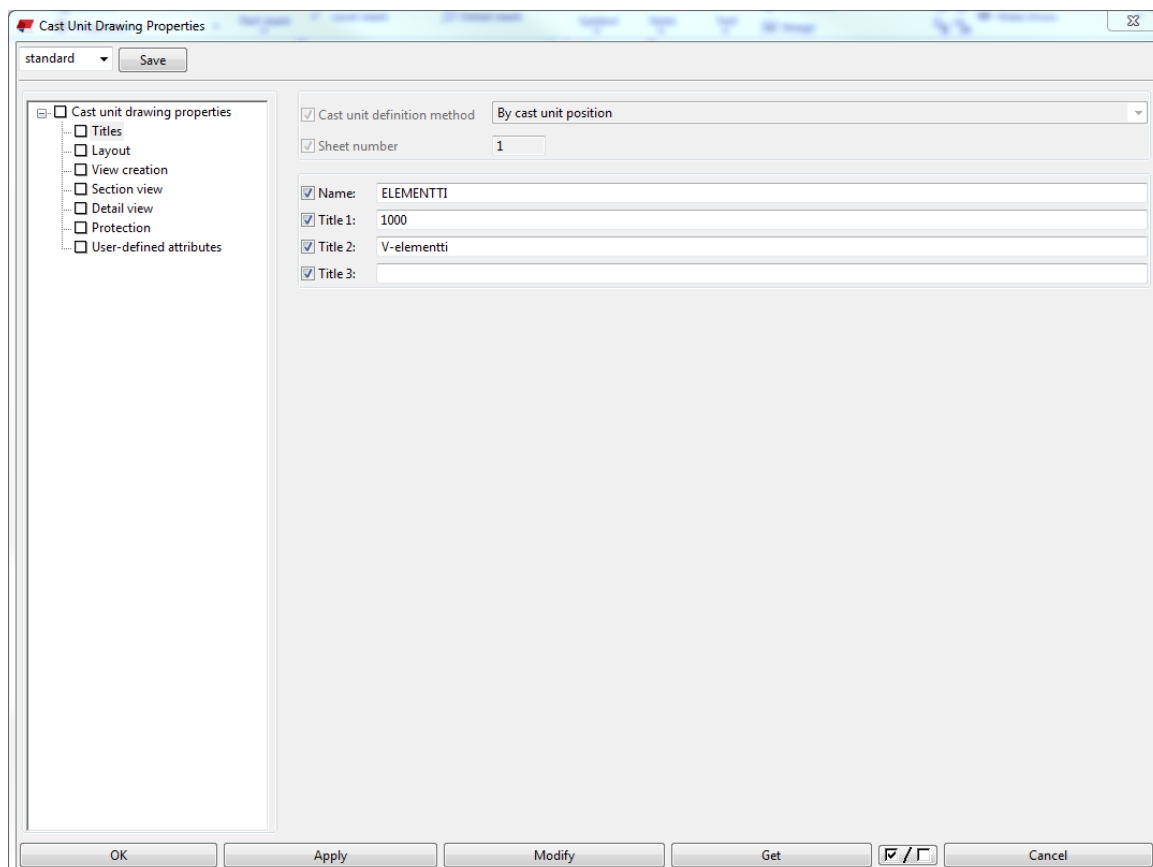 Cast Unit Drawing Properties
standard Save
Cast unit drawing properties
Titles
Layout
View creation
Section view
Detail view
Protection
User-defined attributes
Cast unit definition method By cast unit position
Sheet number 1
Name: ELEMENTTI
Title 1: 1000
Title 2: V-elementti
Title 3:
OK Apply Modify Get / Cancel